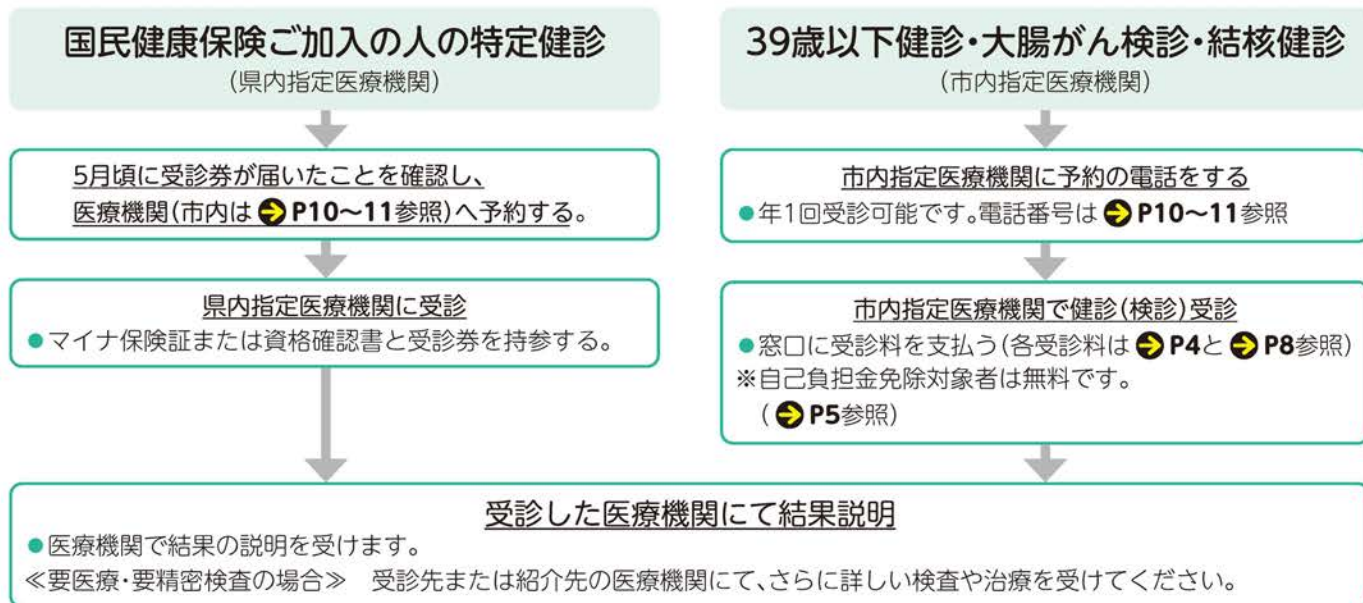 国民健康保険ご加入の人の特定健診
(県内指定医療機関)
5月頃に受診券が届いたことを確認し、
医療機関(市内は➔P10～11参照)へ予約する。
県内指定医療機関に受診
●マイナ保険証または資格確認書と受診券を持参する。
39歳以下健診・大腸がん検診・結核健診
(市内指定医療機関)
市内指定医療機関に予約の電話をする
●年1回受診可能です。電話番号は➔P10～11参照
市内指定医療機関で健診(検診)受診
●窓口に受診料を支払う(各受診料は➔P4と➔P8参照)
※自己負担金免除対象者は無料です。
(➔P5参照)
受診した医療機関にて結果説明
●医療機関で結果の説明を受けます。
≪要医療・要精密検査の場合≫　受診先または紹介先の医療機関にて、さらに詳しい検査や治療を受けてください。